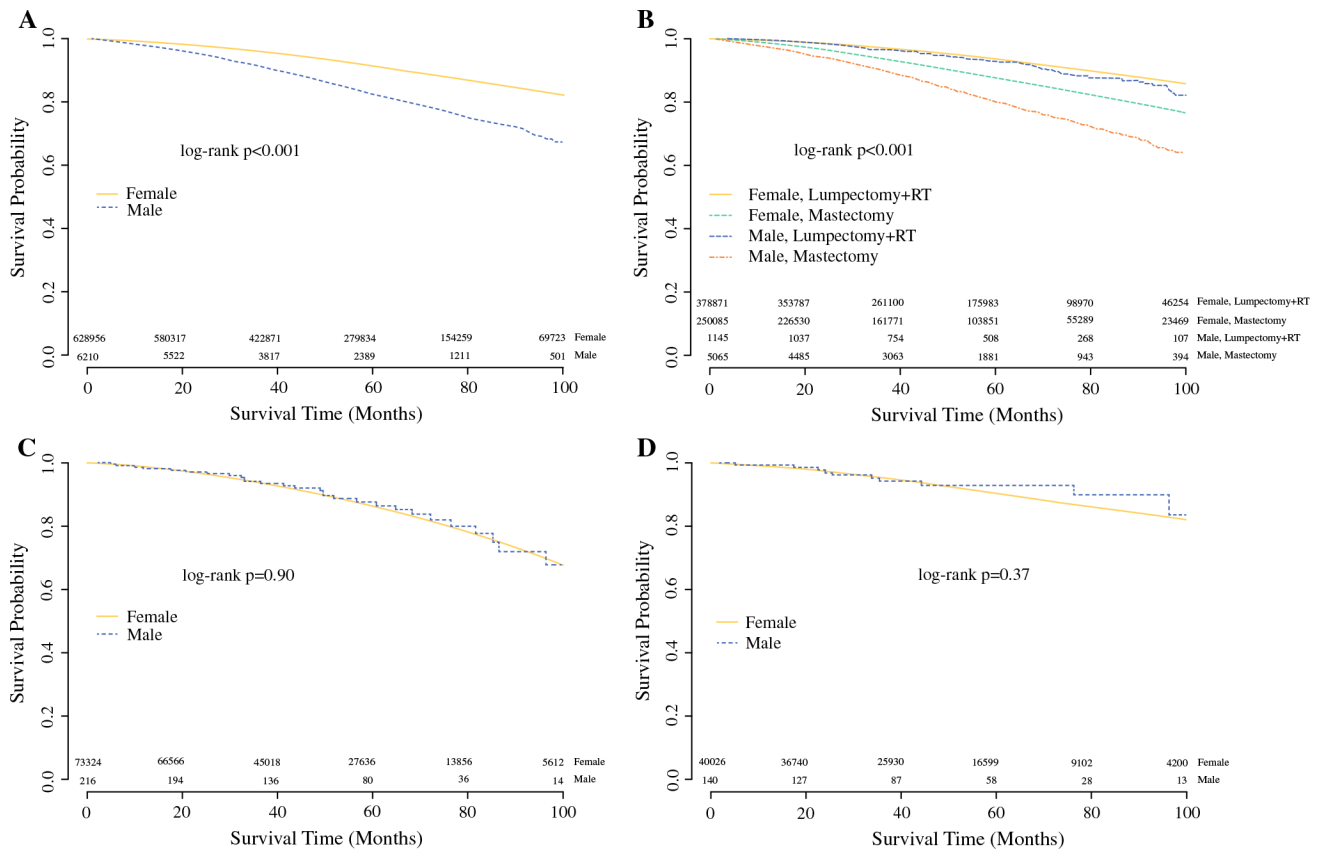 A
Survival Probability
1.0
0.8
0.6
0.4
0.2
0.0
log-rank p<0.001
Female
Male
628956 580317 422871 279834 154259 69723 Female
6210 5522 3817 2389 1211 501 Male
0 20 40 60 80 100
Survival Time (Months)
B
Survival Probability
1.0
0.8
0.6
0.4
0.2
0.0
log-rank p<0.001
Female, Lumpectomy+RT
Female, Mastectomy
Male, Lumpectomy+RT
Male, Mastectomy
378871 353787 261100 175983 98970 46254 Female, Lumpectomy+RT
250085 226530 161771 103851 55289 23469 Female, Mastectomy
1145 1037 754 508 268 107 Male, Lumpectomy+RT
5065 4485 3063 1881 943 394 Male, Mastectomy
0 20 40 60 80 100
Survival Time (Months)
C
Survival Probability
1.0
0.8
0.6
0.4
0.2
0.0
log-rank p=0.90
Female
Male
73324 66566 45018 27636 13856 5612 Female
216 194 136 80 36 14 Male
0 20 40 60 80 100
Survival Time (Months)
D
Survival Probability
1.0
0.8
0.6
0.4
0.2
0.0
log-rank p=0.37
Female
Male
40026 36740 25930 16599 9102 4200 Female
140 127 87 58 28 13 Male
0 20 40 60 80 100
Survival Time (Months)